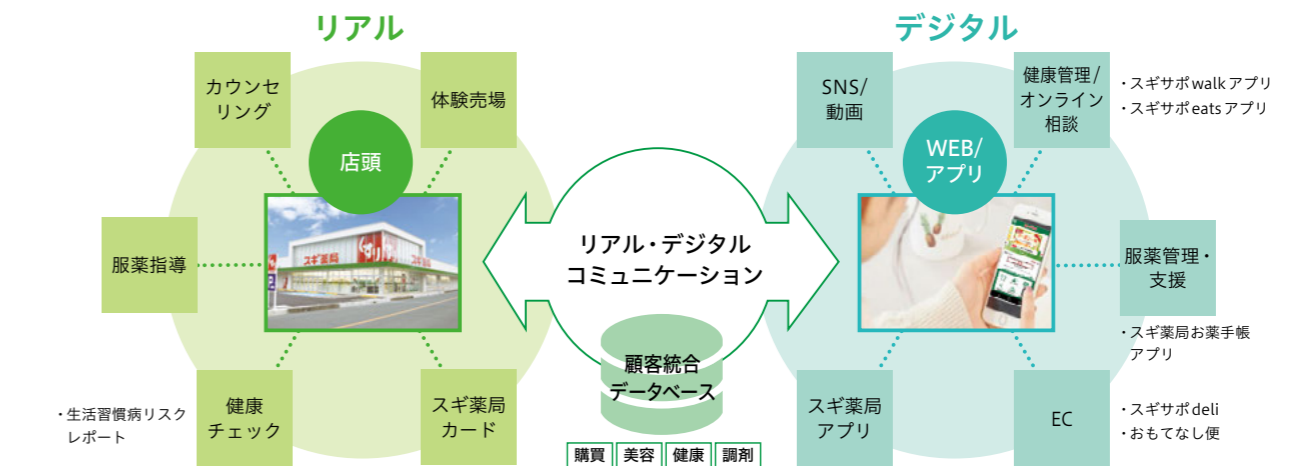 リアル
カウンセ
リング
体験売場
店頭
服薬指導
スギ薬局
健康
チェック
・生活習慣病リスク
レポート
スギ薬局
カード
リアル・デジタル
コミュニケーション
顧客統合
データベース
購買
美容
健康
調剤
デジタル
SNS/
動画
健康管理/
オンライン
相談
・スギサポwalkアプリ
・スギサポeatsアプリ
WEB/
アプリ
服薬管理・
支援
・スギ薬局お薬手帳
アプリ
スギ薬局
アプリ
EC
・スギサポdeli
・おもてなし便